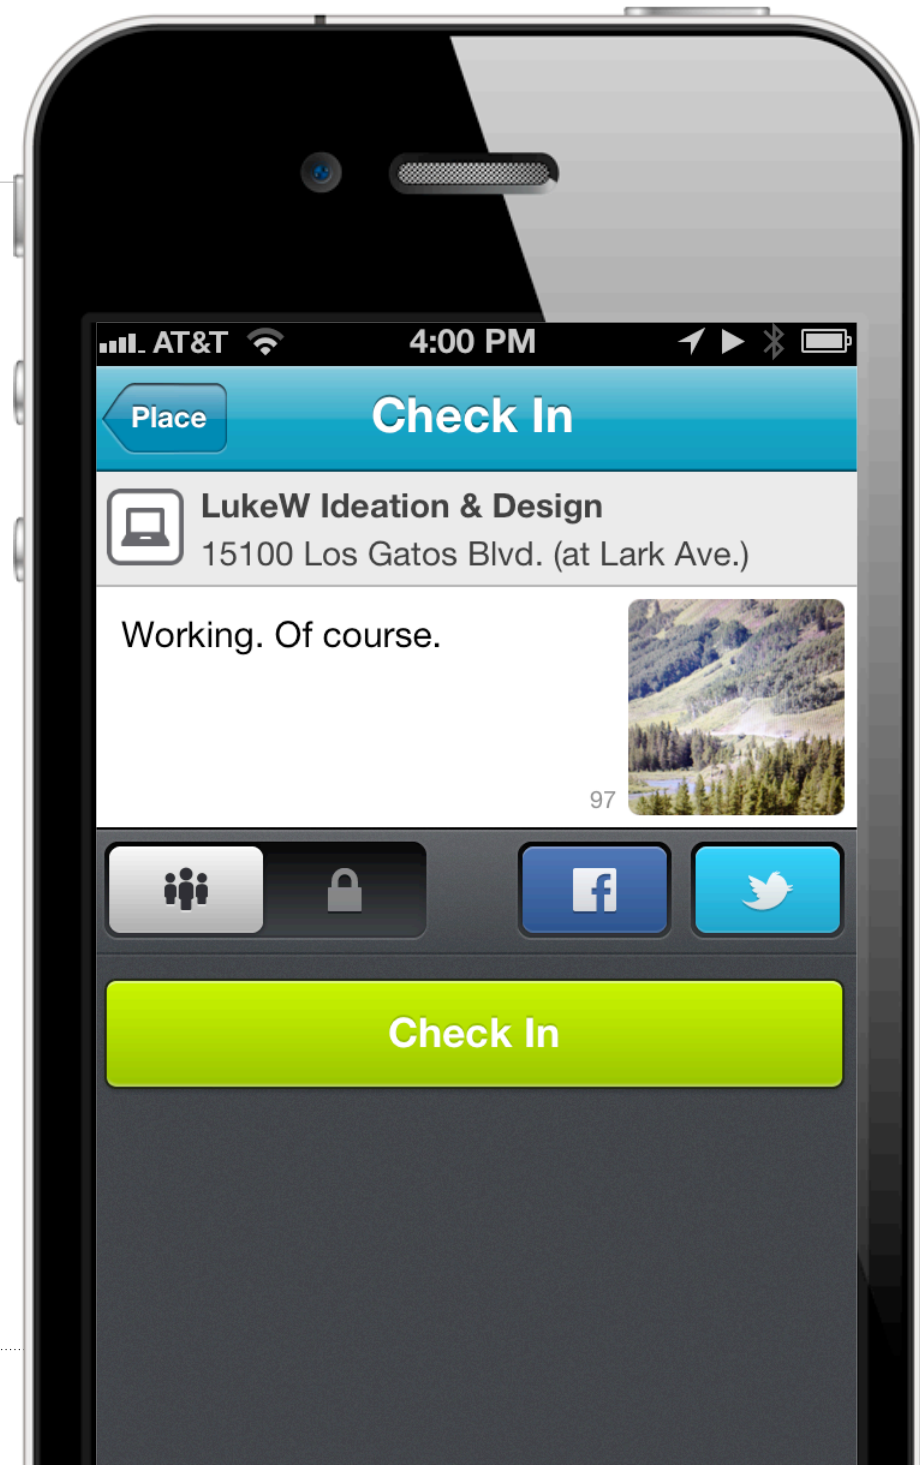 AT&T 4:00 PM
Place Check In
LukeW Ideation & Design
15100 Los Gatos Blvd. (at Lark Ave.)
Working. Of course.
97
Check In